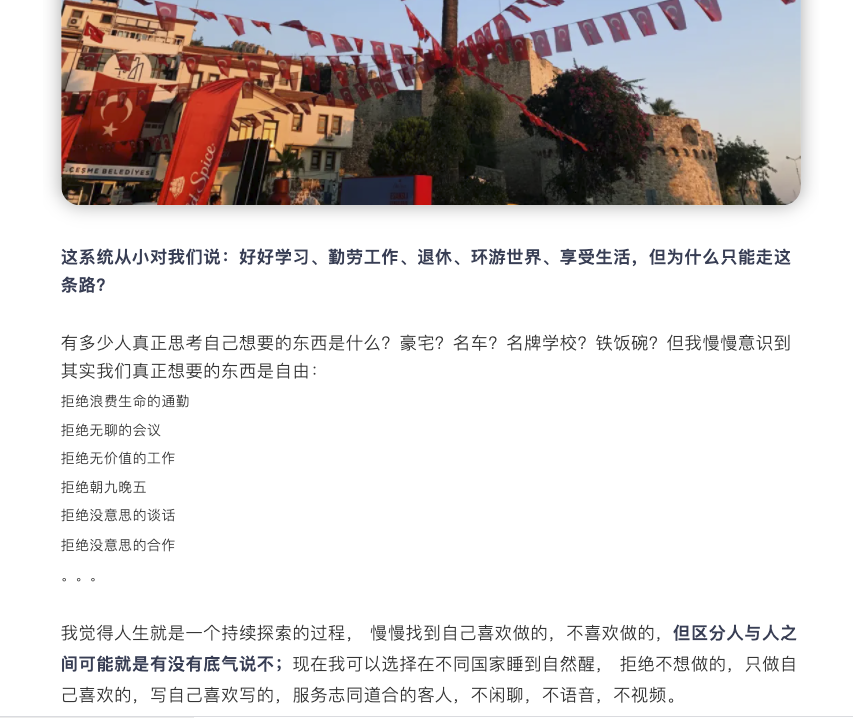 CESME BELEDİYES
Spice
这系统从小对我们说：好好学习、勤劳工作、退休、环游世界、享受生活，但为什么只能走这
条路？
有多少人真正思考自己想要的东西是什么？豪宅？名车？名牌学校？铁饭碗？但我慢慢意识到
其实我们真正想要的东西是自由：
拒绝浪费生命的通勤
拒绝无聊的会议
拒绝无价值的工作
拒绝朝九晚五
拒绝没意思的谈话
拒绝没意思的合作
。。。
我觉得人生就是一个持续探索的过程， 慢慢找到自己喜欢做的，不喜欢做的，但区分人与人之
间可能就是有没有底气说不；现在我可以选择在不同国家睡到自然醒， 拒绝不想做的，只做自
己喜欢的，写自己喜欢写的，服务志同道合的客人，不闲聊，不语音，不视频。